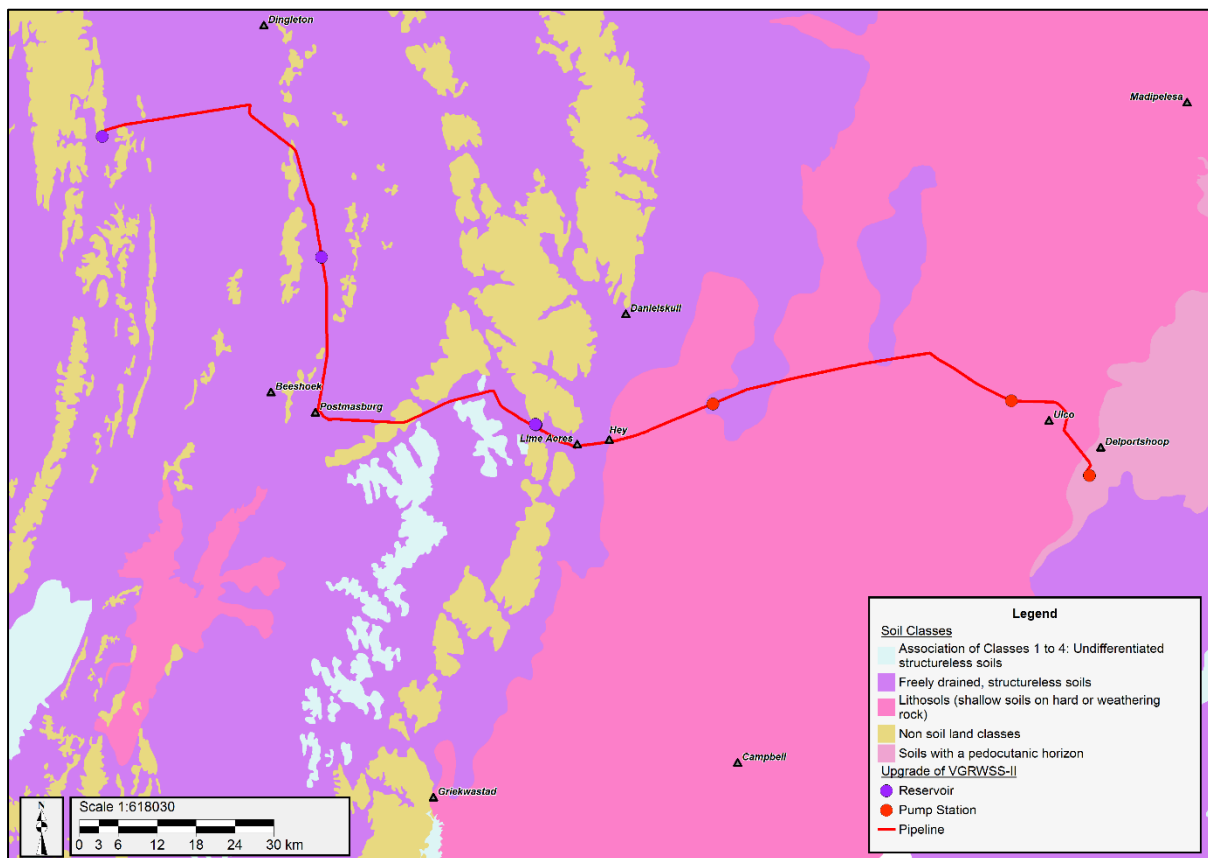 Dingleton
Madipelesa
Danielskuil
Beeshoek
Postmasburg
Lime Acres
Hey
Ulco
Delportshoop
Campbell
Griekwastad
N
Scale 1:618030
0 3 6 12 18 24 30 km
Legend
Soil Classes
Association of Classes 1 to 4: Undifferentiated
structureless soils
Freely drained, structureless soils
Lithosols (shallow soils on hard or weathering
rock)
Non soil land classes
Soils with a pedocutanic horizon
Upgrade of VGRWSS-II
Reservoir
Pump Station
Pipeline